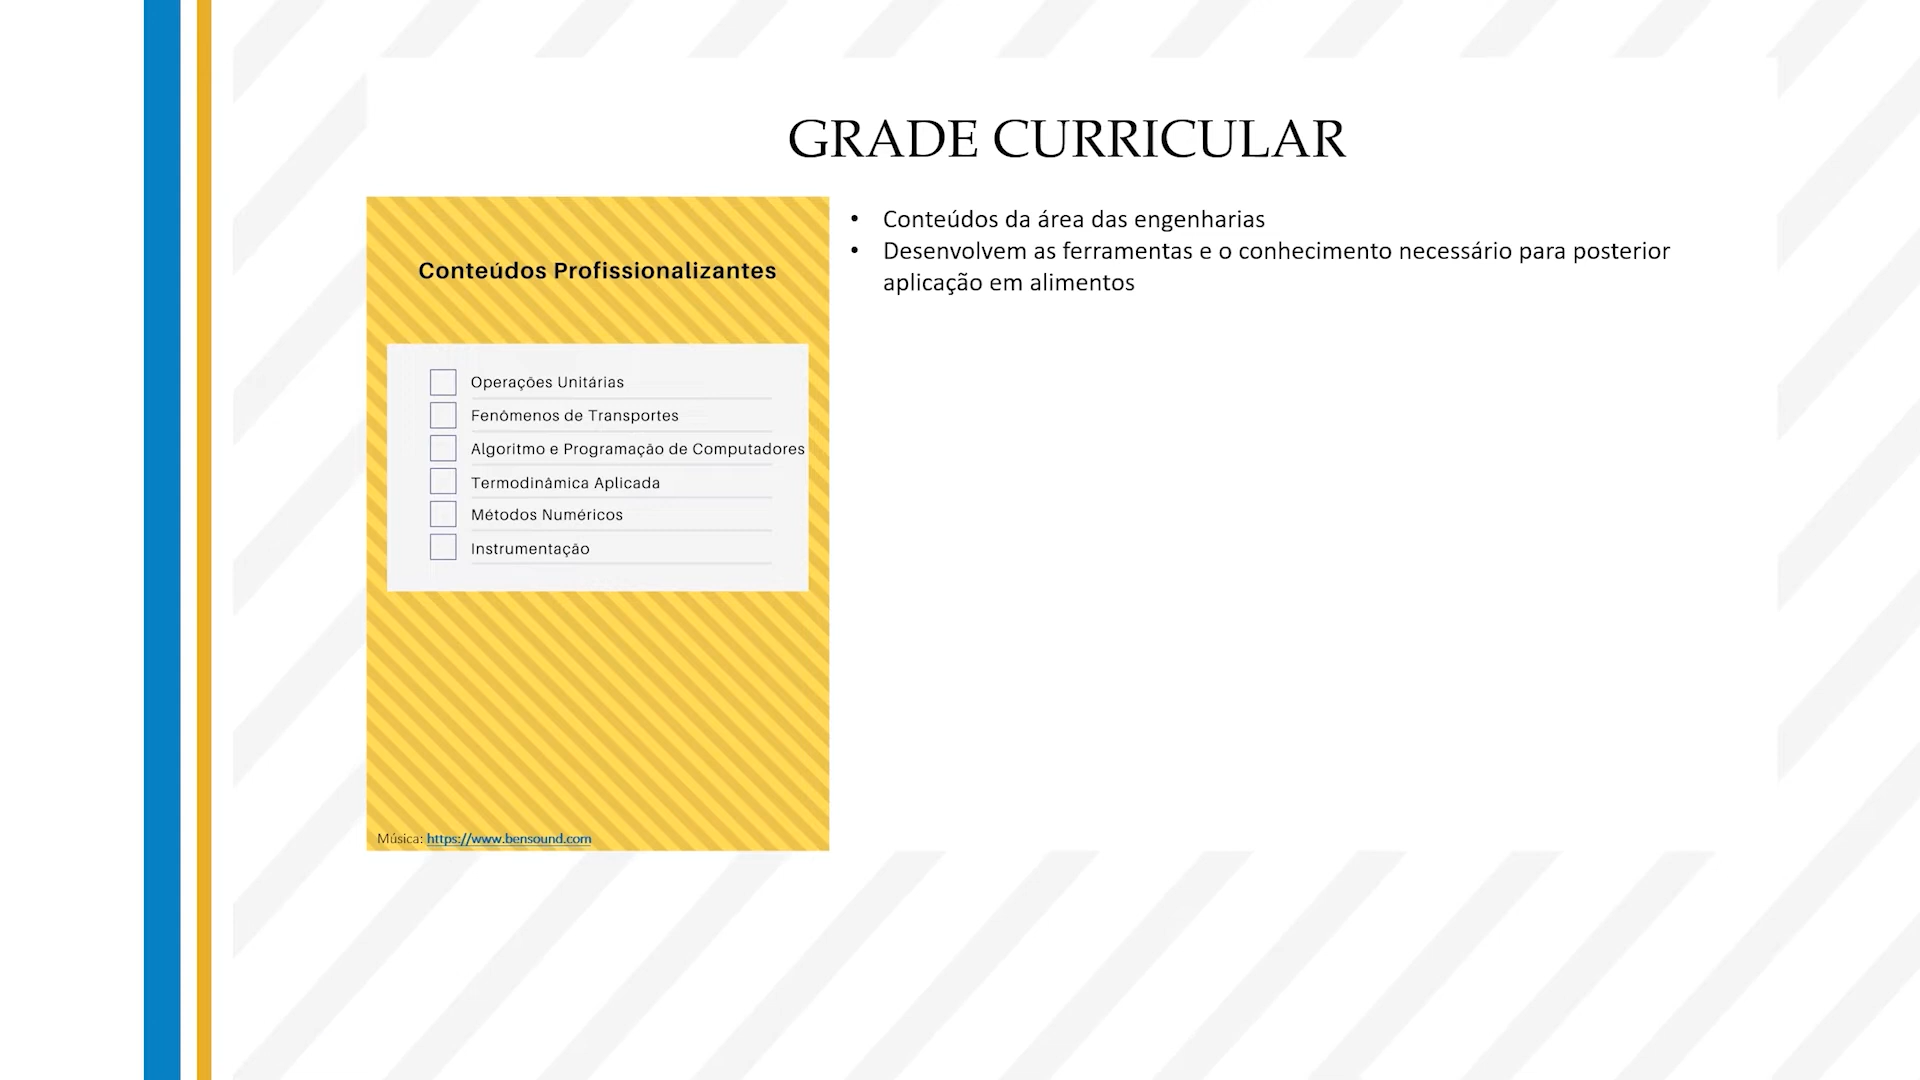 GRADE CURRICULAR
Conteúdos Profissionalizantes
Operações Unitárias
Fenômenos de Transportes
Algoritmo e Programação de Computadores
Termodinâmica Aplicada
Métodos Numéricos
Instrumentação
Música: https://www.bensound.com
• Conteúdos da área das engenharias
• Desenvolvem as ferramentas e o conhecimento necessário para posterior
aplicação em alimentos